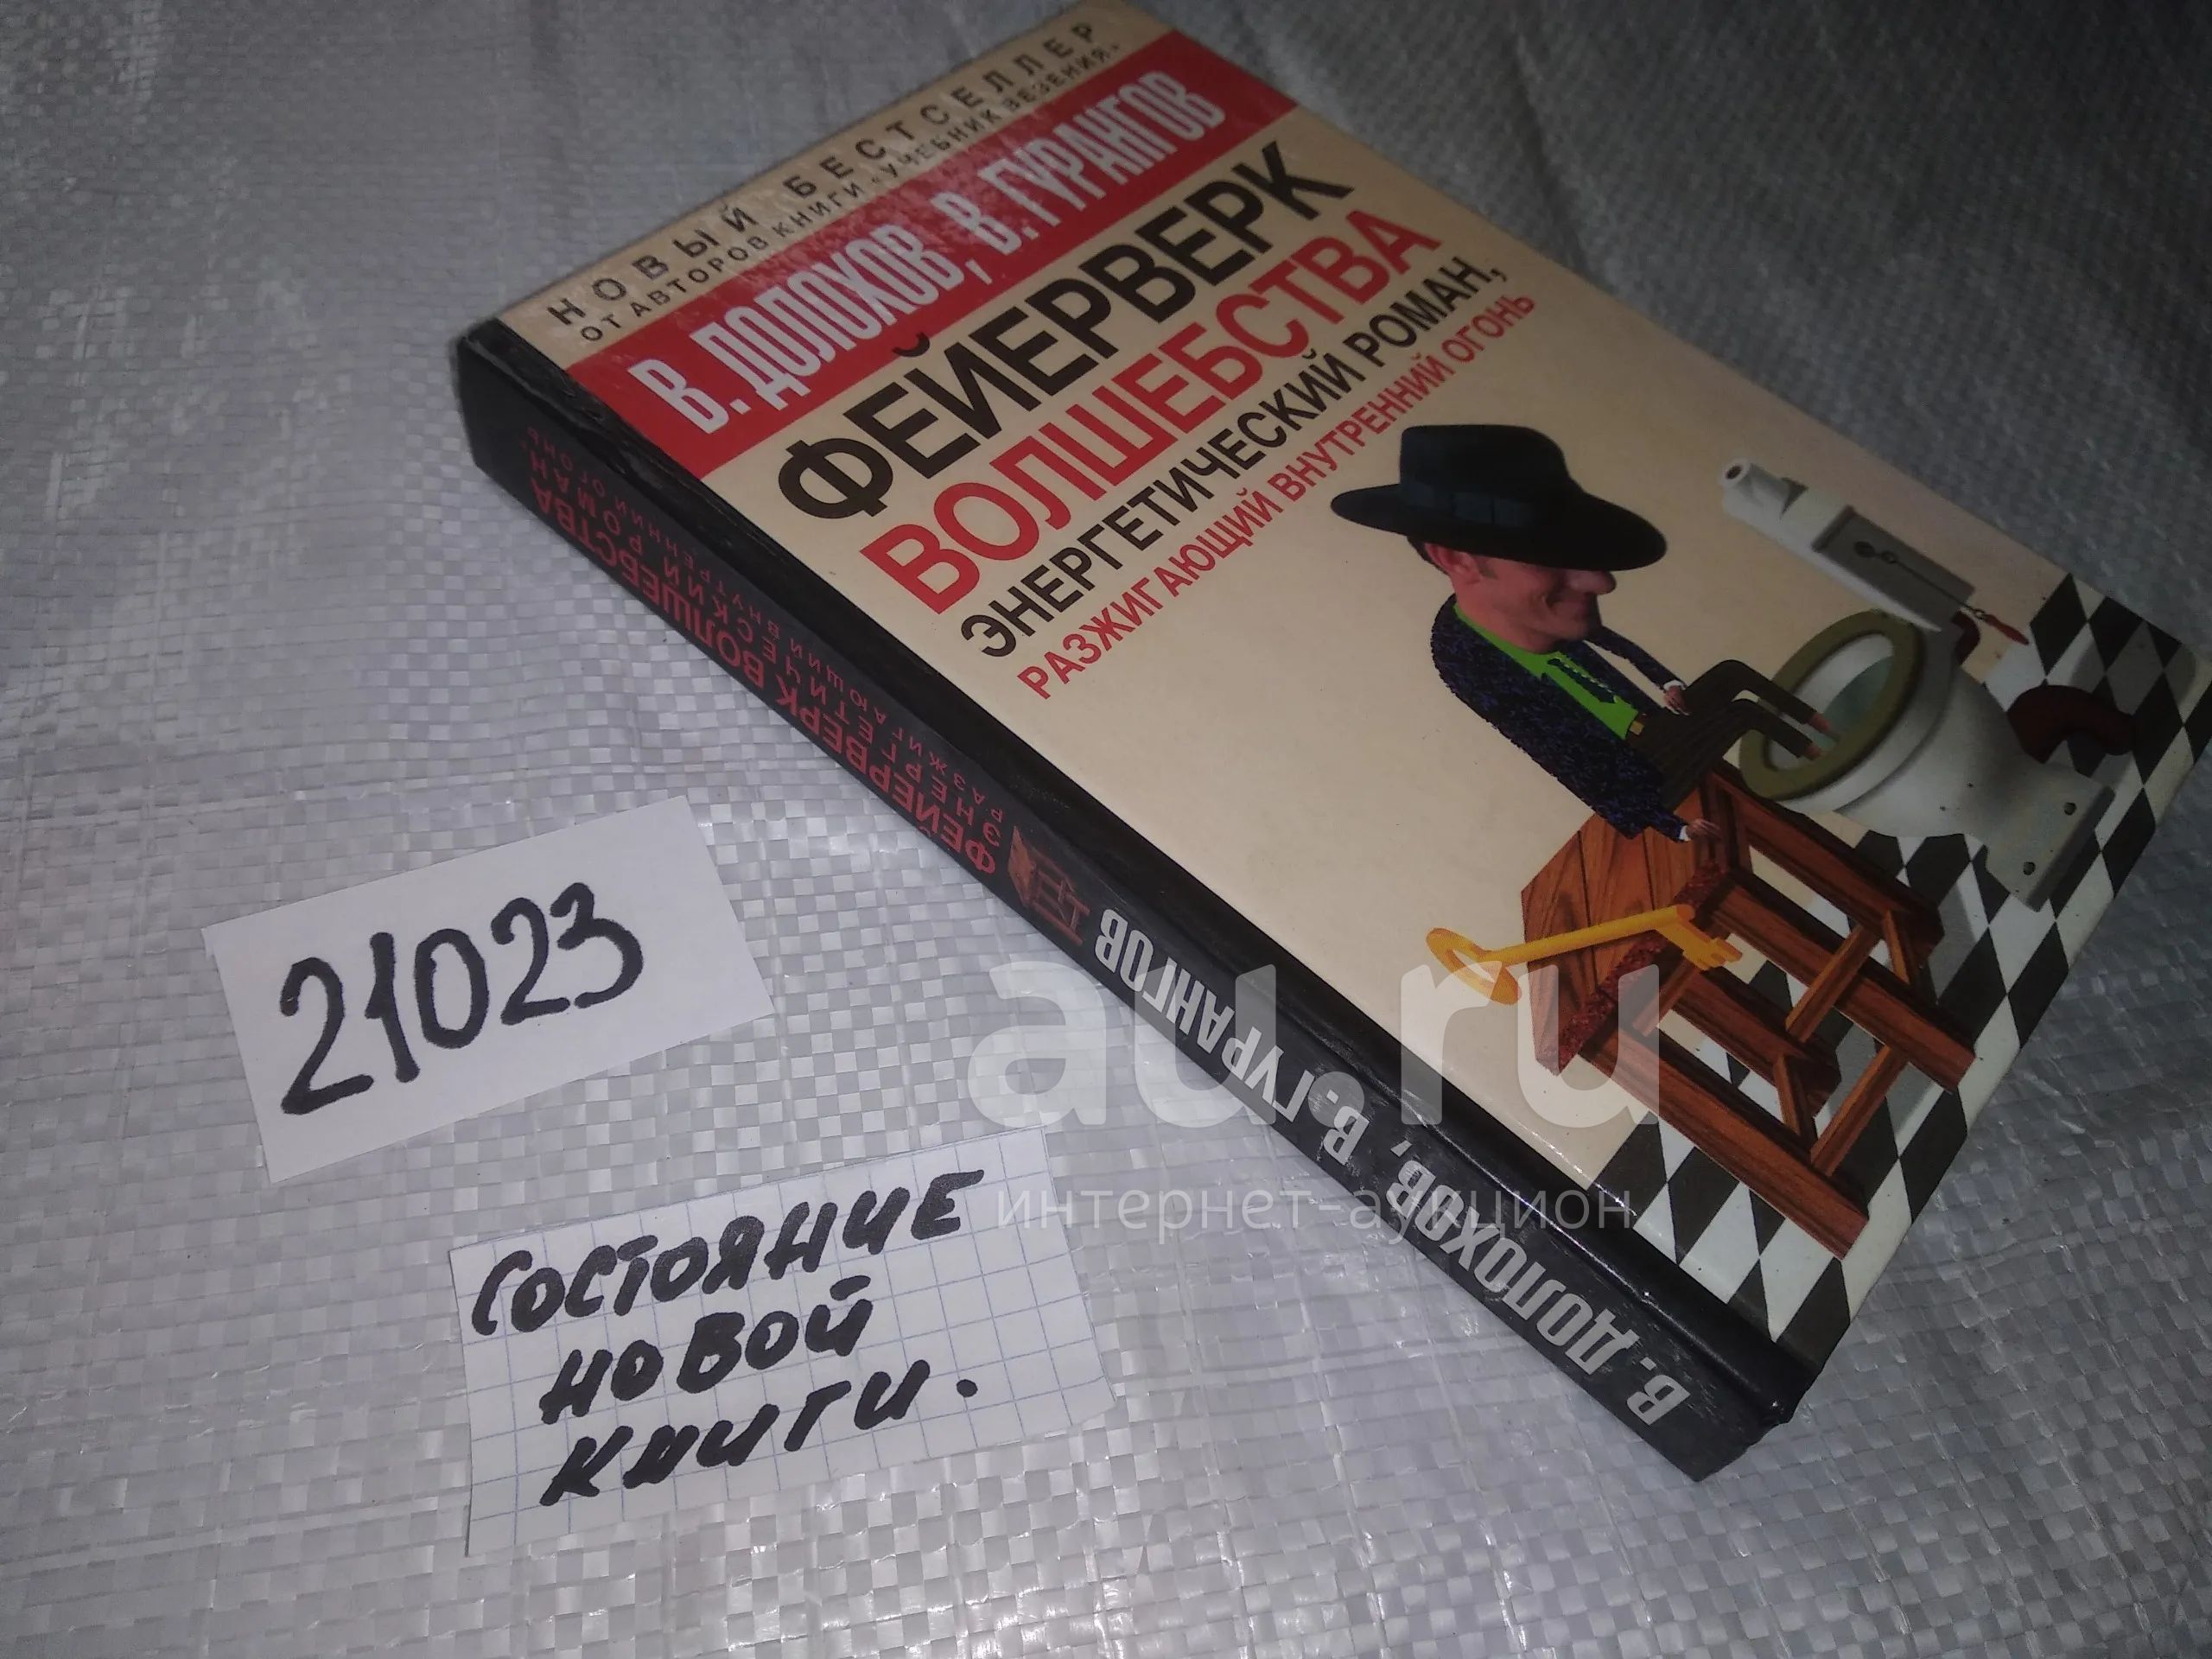 НОВЫЙ БЕСТСЕЛЛЕР
ОТ АВТОРОВ КНИГИ «УЧЕБНИК ВЕЗЕНИЯ»
В. ДОЛОХОВ, В. ГУРАНГОВ
ФЕЙЕРВЕРК
ВОЛШЕБСТВА
ЭНЕРГЕТИЧЕСКИЙ РОМАН,
РАЗЖИГАЮЩИЙ ВНУТРЕННИЙ ОГОНЬ
В. ДОЛОХОВ, В. ГУРАНГОВ
ФЕЙЕРВЕРК ВОЛШЕБСТВА
ЭНЕРГЕТИЧЕСКИЙ РОМАН,
РАЗЖИГАЮЩИЙ ВНУТРЕННИЙ ОГОНЬ
21023
СОСТОЯНИЕ
НОВОЙ
КНИГИ.
au.ru
интернет-аукцион